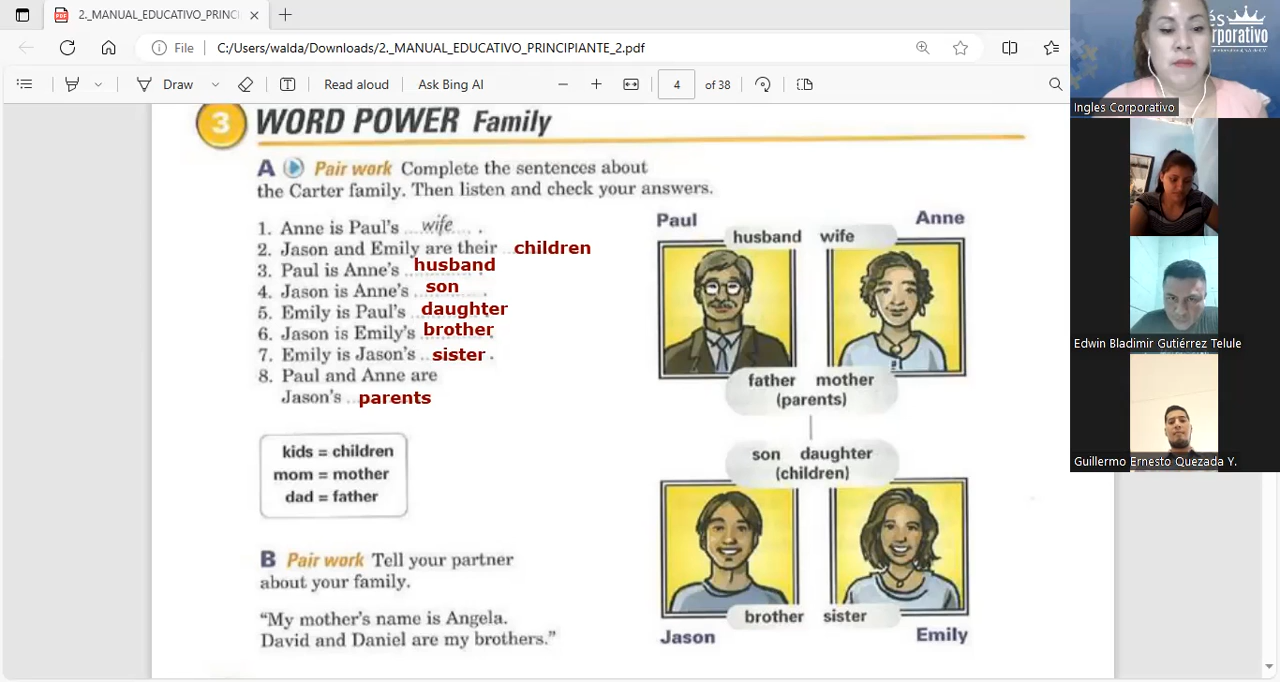 2._MANUAL_EDUCATIVO_PRINCI
File C:/Users/walda/Downloads/2._MANUAL_EDUCATIVO_PRINCIPIANTE_2.pdf
Draw Read aloud Ask Bing AI 4 of 38
3 WORD POWER Family
A Pair work Complete the sentences about
the Carter family. Then listen and check your answers.
1. Anne is Paul's ....wife.... .
2. Jason and Emily are their children
3. Paul is Anne's husband
4. Jason is Anne's son
5. Emily is Paul's daughter
6. Jason is Emily's brother.
7. Emily is Jason's sister.
8. Paul and Anne are
Jason's parents
kids = children
mom = mother
dad = father
B Pair work Tell your partner
about your family.
"My mother's name is Angela.
David and Daniel are my brothers."
Paul Anne
husband wife
father mother
(parents)
son daughter
(children)
brother sister
Jason Emily
és
rporativo
Ingles Corporativo
Edwin Bladimir Gutiérrez Telule
Guillermo Ernesto Quezada Y.